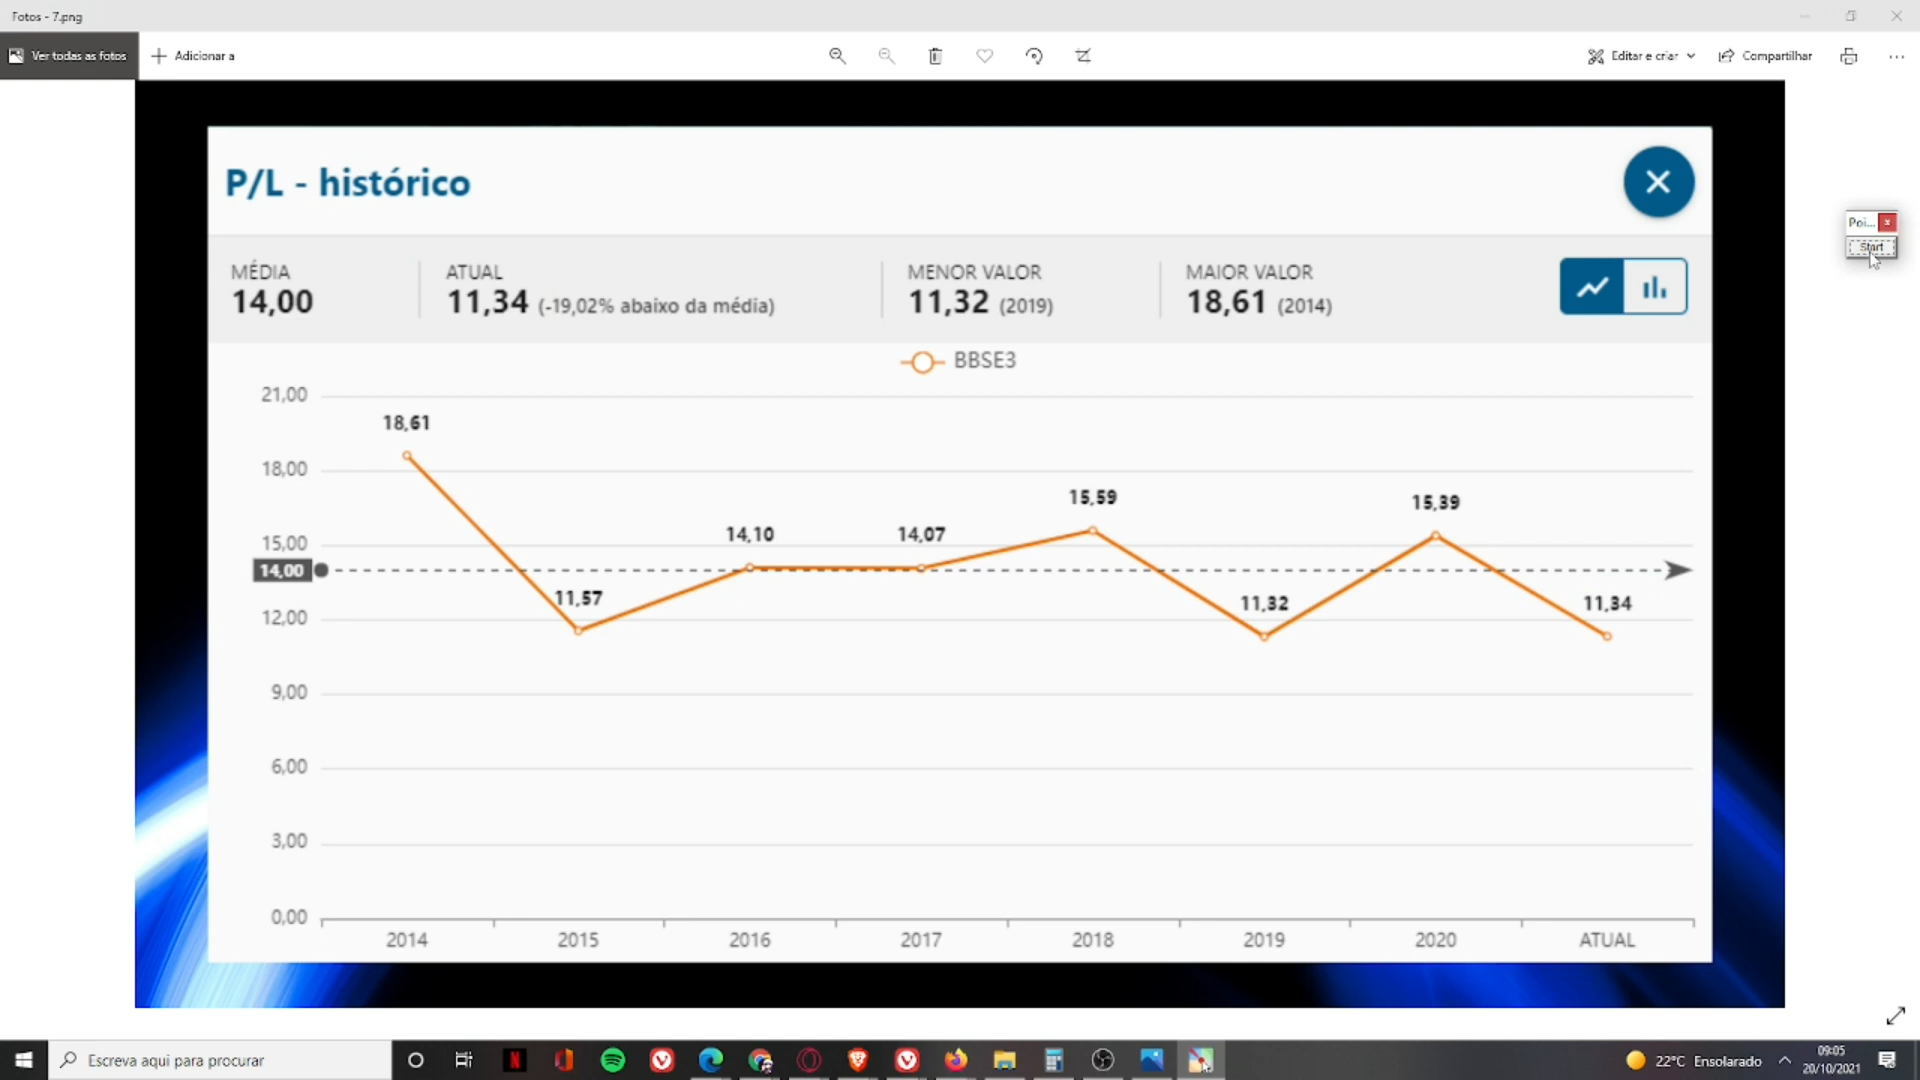 Fotos - 7.png
Ver todas as fotos
Adicionar a
Editar e criar
Compartilhar
P/L - histórico
Poi...
Start
MÉDIA
14,00
ATUAL
11,34 (-19,02% abaixo da média)
MENOR VALOR
11,32 (2019)
MAIOR VALOR
18,61 (2014)
BBSE3
21,00
18,61
18,00
15,59
15,39
14,10
14,07
15,00
14,00
11,57
11,32
11,34
12,00
9,00
6,00
3,00
0,00
2014 2015 2016 2017 2018 2019 2020 ATUAL
Escreva aqui para procurar
22°C Ensolarado
09:05
20/10/2021